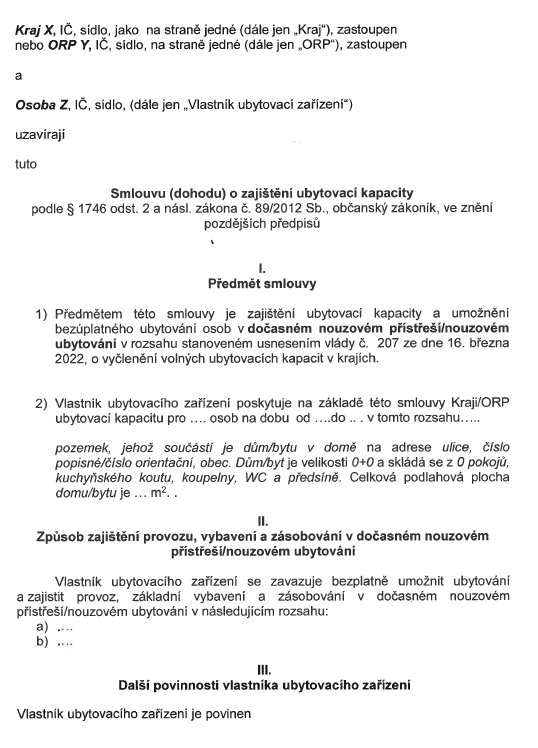 Kraj X, IČ, sídlo, jako na straně jedné (dále jen „Kraj"), zastoupen
nebo ORP Y, IČ, sídlo, na straně jedné (dále jen „ORP"), zastoupen
a
Osoba Z, IČ, sídlo, (dále jen „Vlastník ubytovací zařízení")
uzavírají
tuto
Smlouvu (dohodu) o zajištění ubytovací kapacity
podle § 1746 odst. 2 a násl. zákona č. 89/2012 Sb., občanský zákoník, ve znění
pozdějších předpisů
I.
Předmět smlouvy
1) Předmětem této smlouvy je zajištění ubytovací kapacity a umožnění
bezúplatného ubytování osob v dočasném nouzovém přístřeší/nouzovém
ubytování v rozsahu stanoveném usnesením vlády č. 207 ze dne 16. března
2022, o vyčlenění volných ubytovacích kapacit v krajích.
2) Vlastník ubytovacího zařízení poskytuje na základě této smlouvy Kraji/ORP
ubytovací kapacitu pro …. osob na dobu od ….do .. . v tomto rozsahu…..
pozemek, jehož součástí je dům/bytu v domě na adrese ulice, číslo
popisné/číslo orientační, obec. Dům/byt je velikosti 0+0 a skládá se z 0 pokojů,
kuchyňského koutu, koupelny, WC a předsíně. Celková podlahová plocha
domu/bytu je … m². .
II.
Způsob zajištění provozu, vybavení a zásobování v dočasném nouzovém
přístřeší/nouzovém ubytování
Vlastník ubytovacího zařízení se zavazuje bezplatně umožnit ubytování
a zajistit provoz, základní vybavení a zásobování v dočasném nouzovém
přístřeší/nouzovém ubytování v následujícím rozsahu:
a) ….
b) ….
III.
Další povinnosti vlastníka ubytovacího zařízení
Vlastník ubytovacího zařízení je povinen